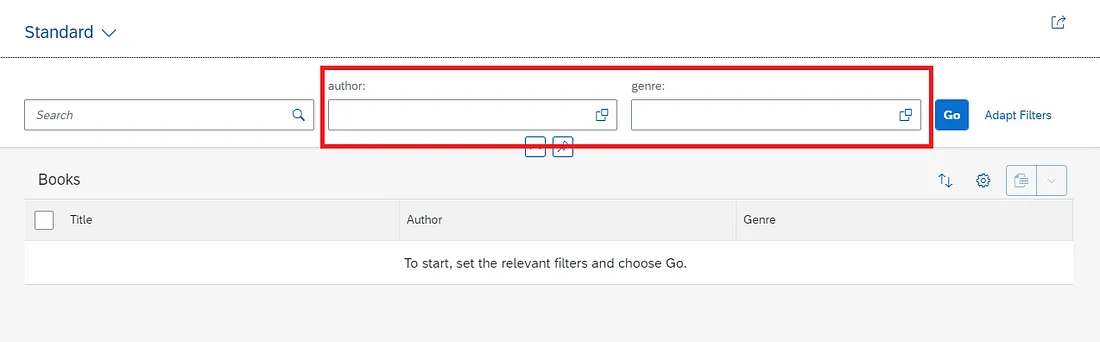 Standard
author:
genre:
Search
Go
Adapt Filters
Books
Title
Author
Genre
To start, set the relevant filters and choose Go.